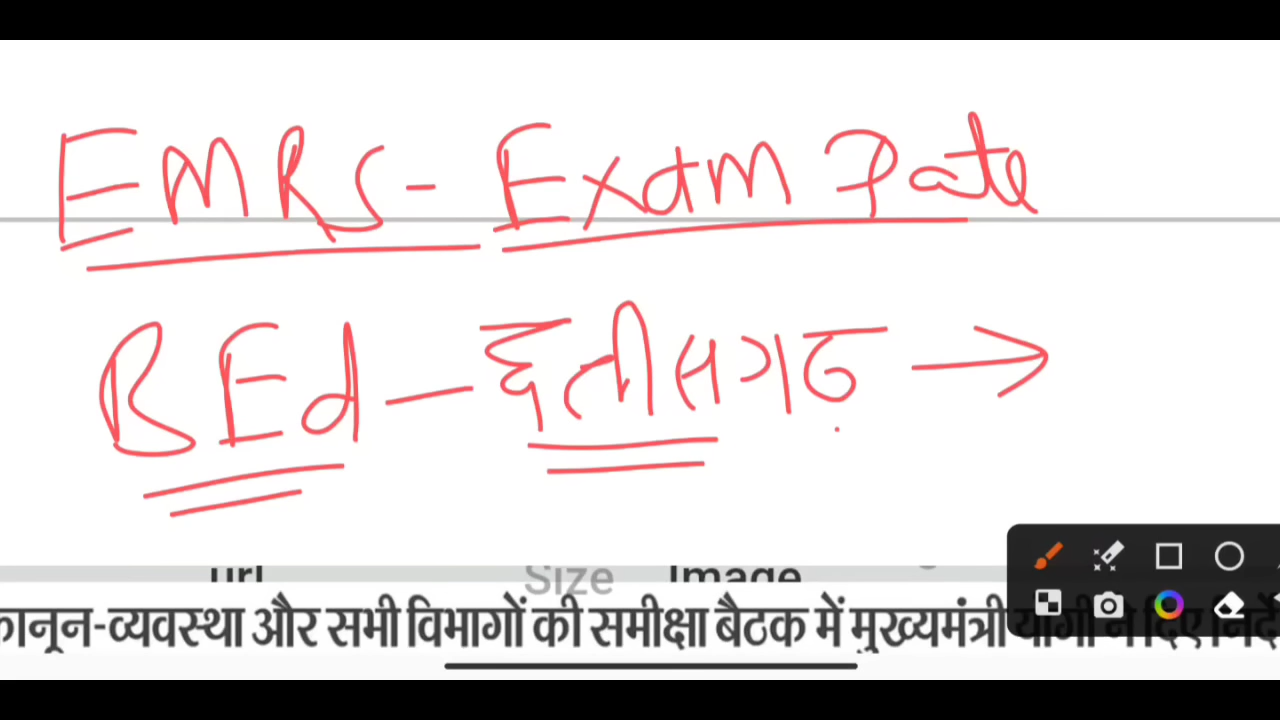 EMRS - Exam Date
BEd - छत्तीसगढ़ →
url Size Image
कानून-व्यवस्था और सभी विभागों की समीक्षा बैठक में मुख्यमंत्री योगी ने दिए निर्दे